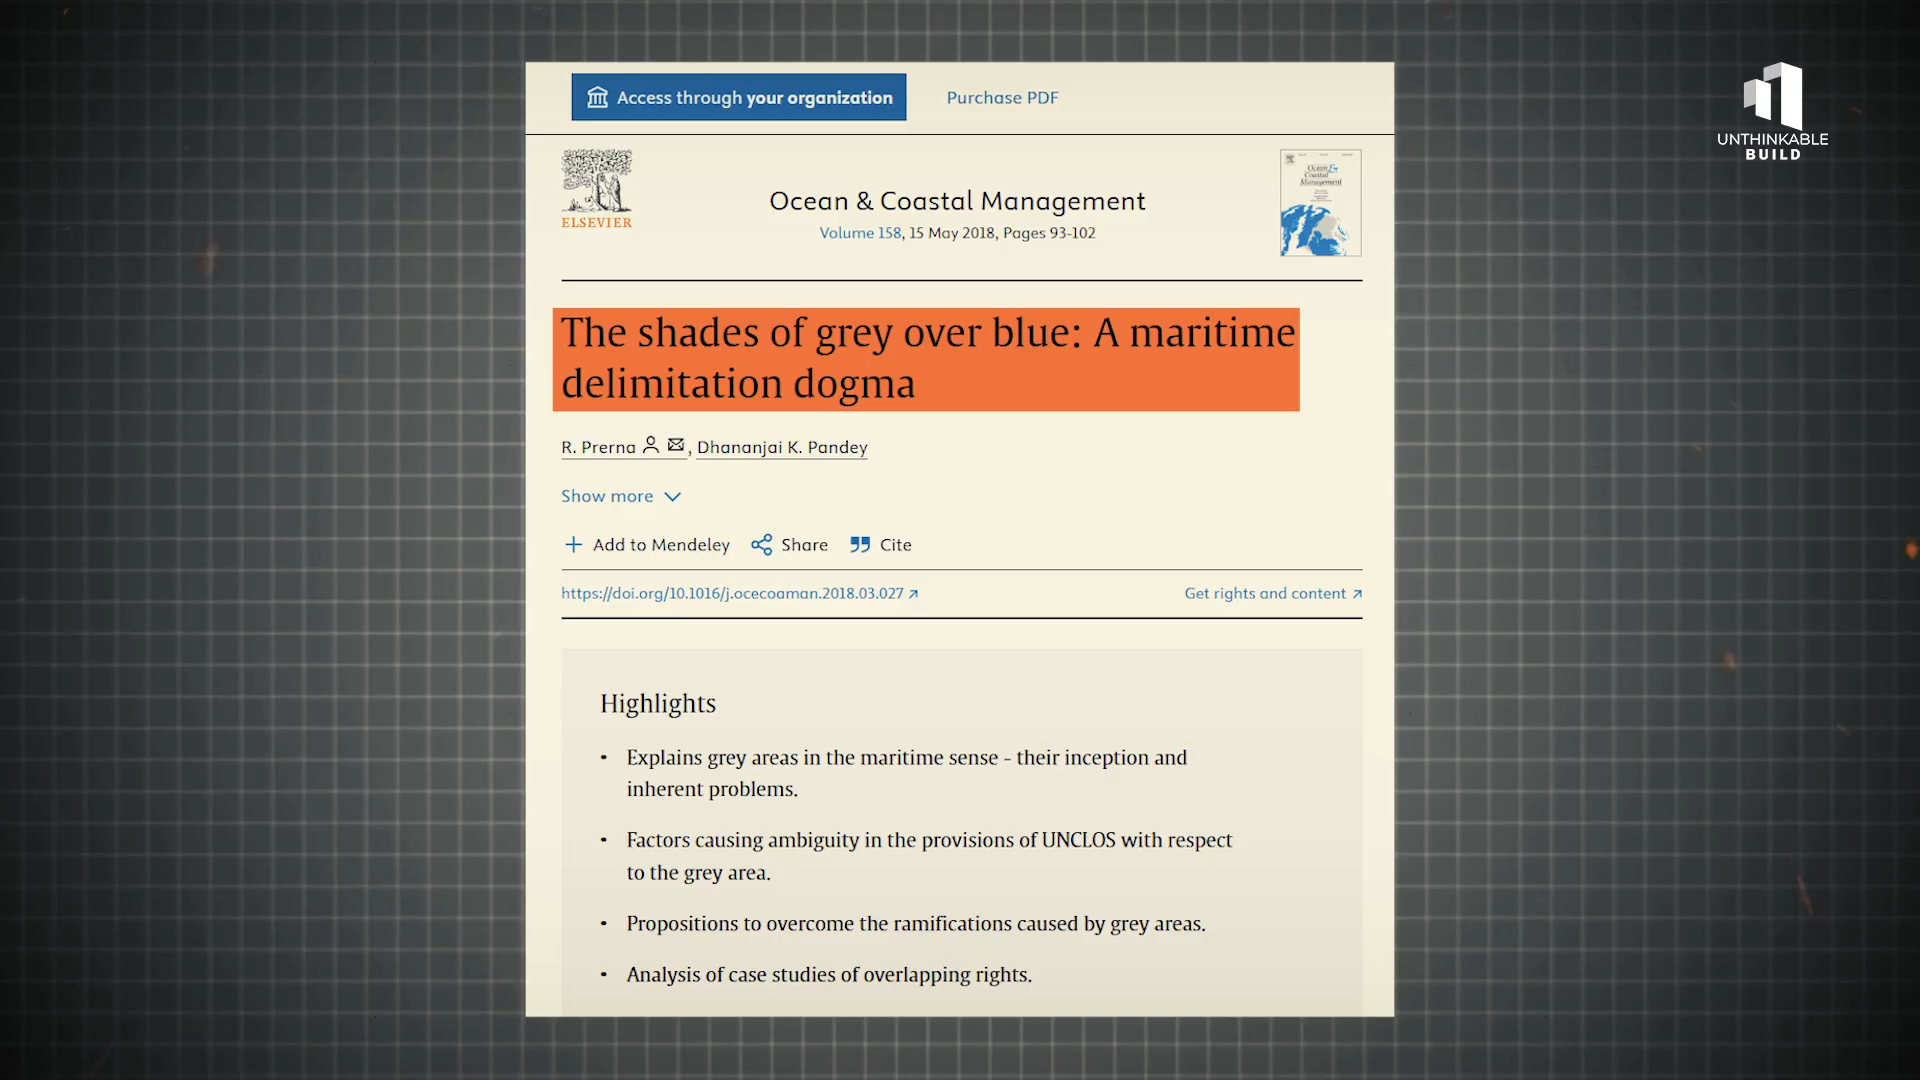 Access through your organization
Purchase PDF
UNTHINKABLE
BUILD
ELSEVIER
Ocean & Coastal Management
Volume 158, 15 May 2018, Pages 93-102
Ocean &
Coastal
Management
The shades of grey over blue: A maritime
delimitation dogma
R. Prerna, Dhananjai K. Pandey
Show more
Add to Mendeley
Share
Cite
https://doi.org/10.1016/j.ocecoaman.2018.03.027
Get rights and content
Highlights
• Explains grey areas in the maritime sense - their inception and
inherent problems.
• Factors causing ambiguity in the provisions of UNCLOS with respect
to the grey area.
• Propositions to overcome the ramifications caused by grey areas.
• Analysis of case studies of overlapping rights.